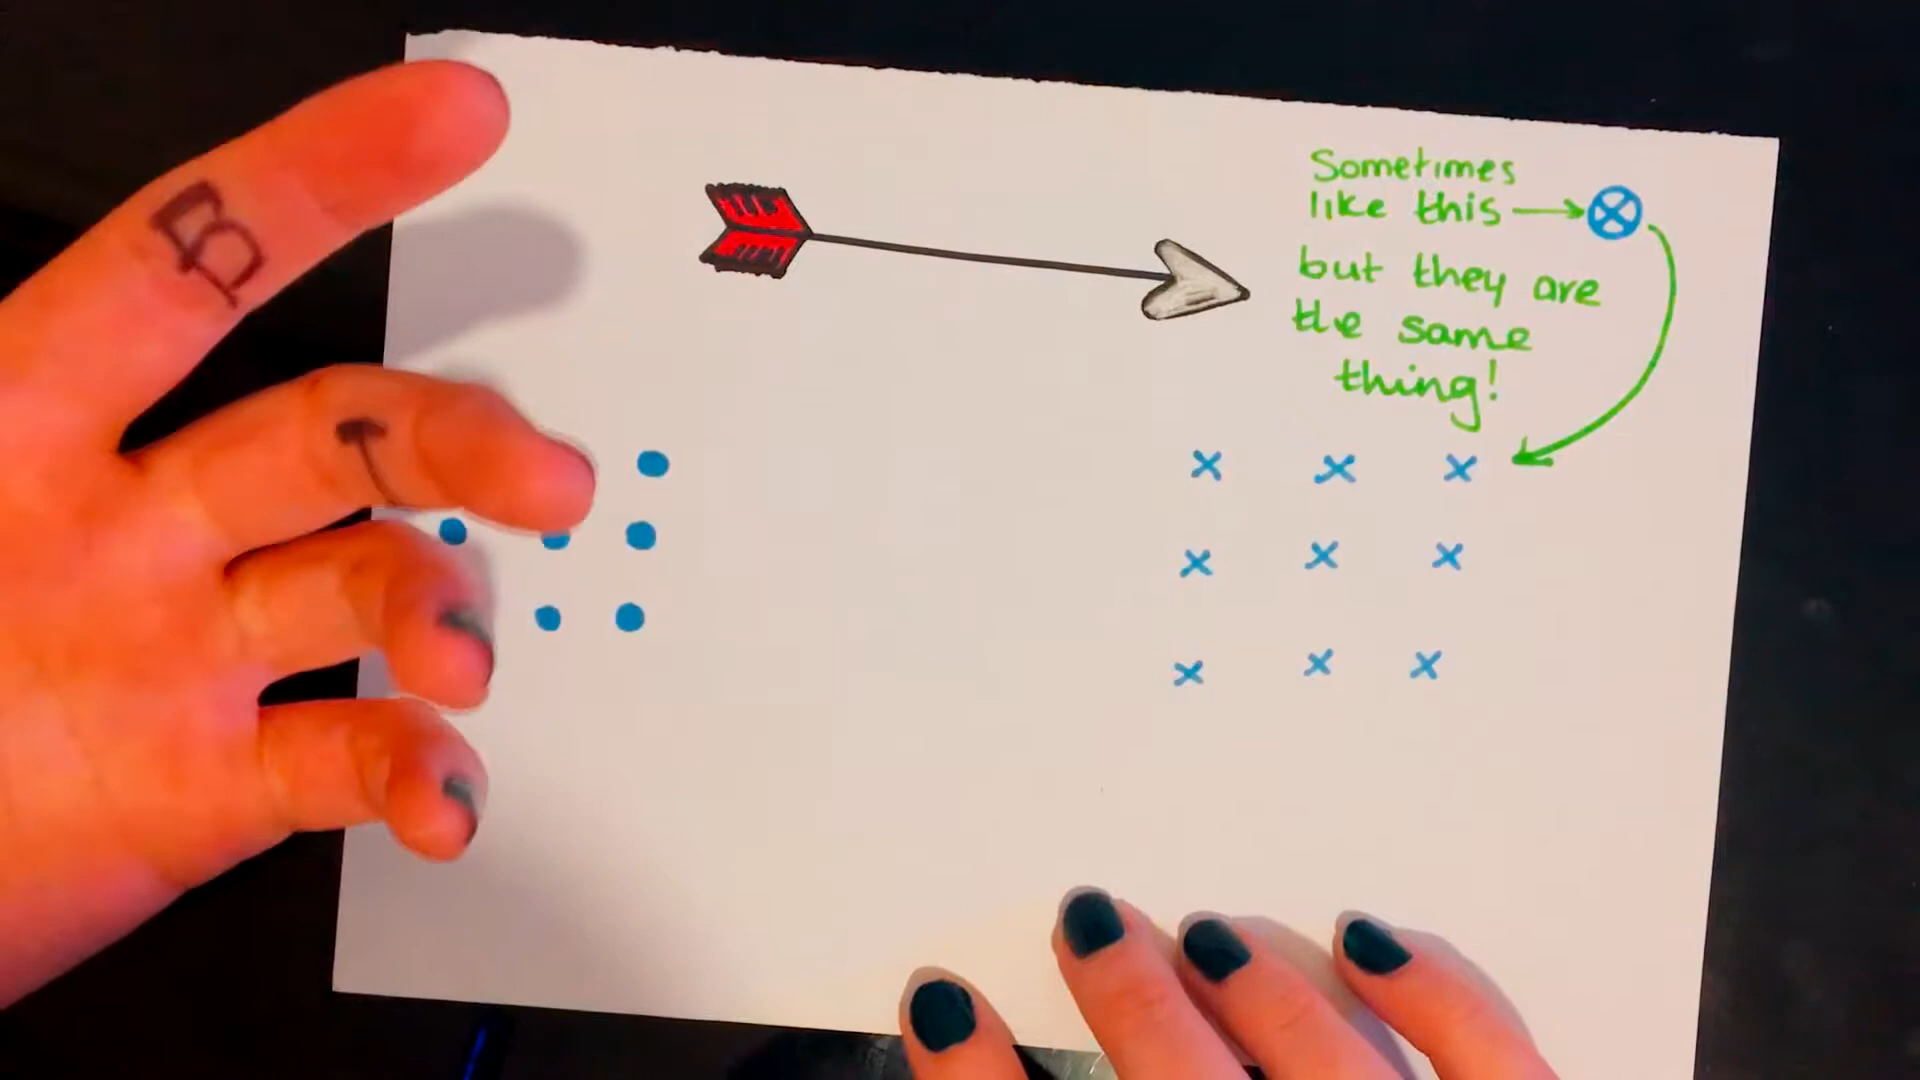 Sometimes
like this
but they are
the same
thing!
B
I